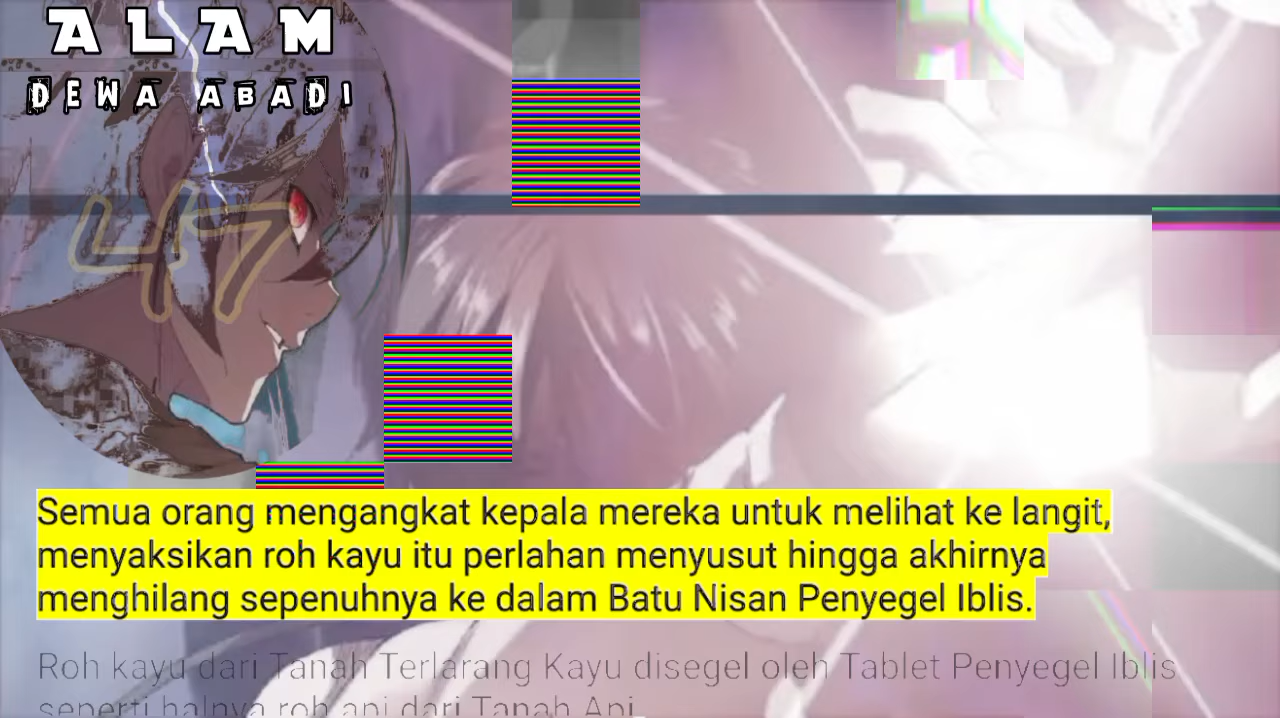 ALAM
DEWA ABADI
47
Semua orang mengangkat kepala mereka untuk melihat ke langit,
menyaksikan roh kayu itu perlahan menyusut hingga akhirnya
menghilang sepenuhnya ke dalam Batu Nisan Penyegel Iblis.
Roh kayu dari Tanah Terlarang Kayu disegel oleh Tablet Penyegel Iblis
seperti halnya roh api dari Tanah Api